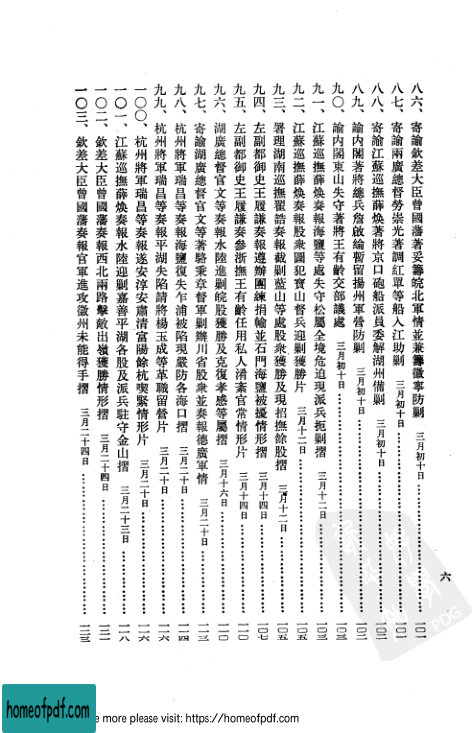 八六、寄諭欽差大臣曾國藩著妥籌皖北軍情並兼籌徽寧防剿 三月初十日 一〇一
八七、寄諭兩廣總督勞崇光著調紅單等船入江助剿 三月初十日 一〇一
八八、寄諭江蘇巡撫薛煥著將京口砲船派員委解湖州備剿 三月初十日 一〇二
八九、諭內閣著將總兵詹啟綸暫留揚州軍營防剿 三月初十日 一〇二
九〇、諭內閣東山失守著將王有齡交部議處 三月初十日 一〇三
九一、江蘇巡撫薛煥奏報海鹽等處失守松屬全境危迫現派兵扼剿摺 三月十二日 一〇三
九二、江蘇巡撫薛煥奏報股衆圖犯寶山督兵迎剿獲勝片 三月十二日 一〇五
九三、署理湖南巡撫翟誥奏報截剿藍山等處股衆獲勝及現招撫餘股摺 三月十二日 一〇五
九四、左副都御史王履謙奏報遵辦團練捐輸並石門海鹽被擾情形摺 三月十四日 一〇七
九五、左副都御史王履謙奏參浙撫王有齡任用私人淆紊官常情形片 三月十四日 一一〇
九六、湖廣總督官文等奏報水陸進剿皖股獲勝及克復孝感等屬摺 三月十六日 一一〇
九七、寄諭湖廣總督官文等著駱秉章督軍剿辦川省股衆並奏報德廣軍情 三月二十日 一一三
九八、杭州將軍瑞昌等奏報海鹽復失乍浦被陷現嚴防各海口摺 三月二十日 一一四
九九、杭州將軍瑞昌等奏報平湖失陷請將楊玉成等革職留營片 三月二十日 一一六
一〇〇、杭州將軍瑞昌等奏報遂安淳安肅清富陽餘杭喫緊情形片 三月二十日 一一六
一〇一、江蘇巡撫薛煥奏報水陸迎剿嘉善平湖各股及派兵駐守金山摺 三月二十三日 一一八
一〇二、欽差大臣曾國藩奏報西北兩路擊敵出嶺獲勝情形摺 三月二十四日 一二一
一〇三、欽差大臣曾國藩奏報官軍進攻徽州未能得手摺 三月二十四日 一二三
六
PDG
homeofpdf.com
e more please visit: https://homeofpdf.com